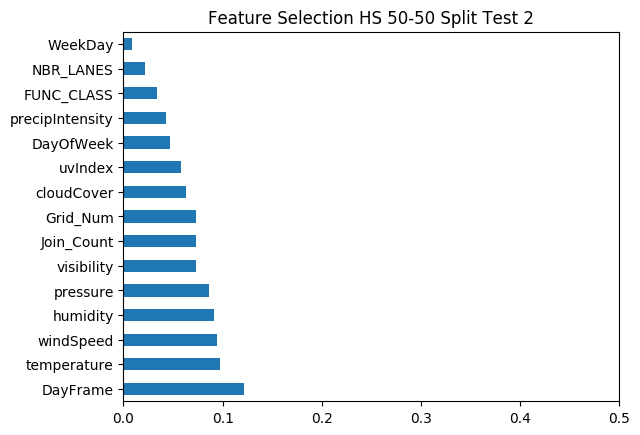 Feature Selection HS 50-50 Split Test 2
WeekDay
NBR_LANES
FUNC_CLASS
precipIntensity
DayOfWeek
uvIndex
cloudCover
Grid_Num
Join_Count
visibility
pressure
humidity
windSpeed
temperature
DayFrame
0.0 0.1 0.2 0.3 0.4 0.5